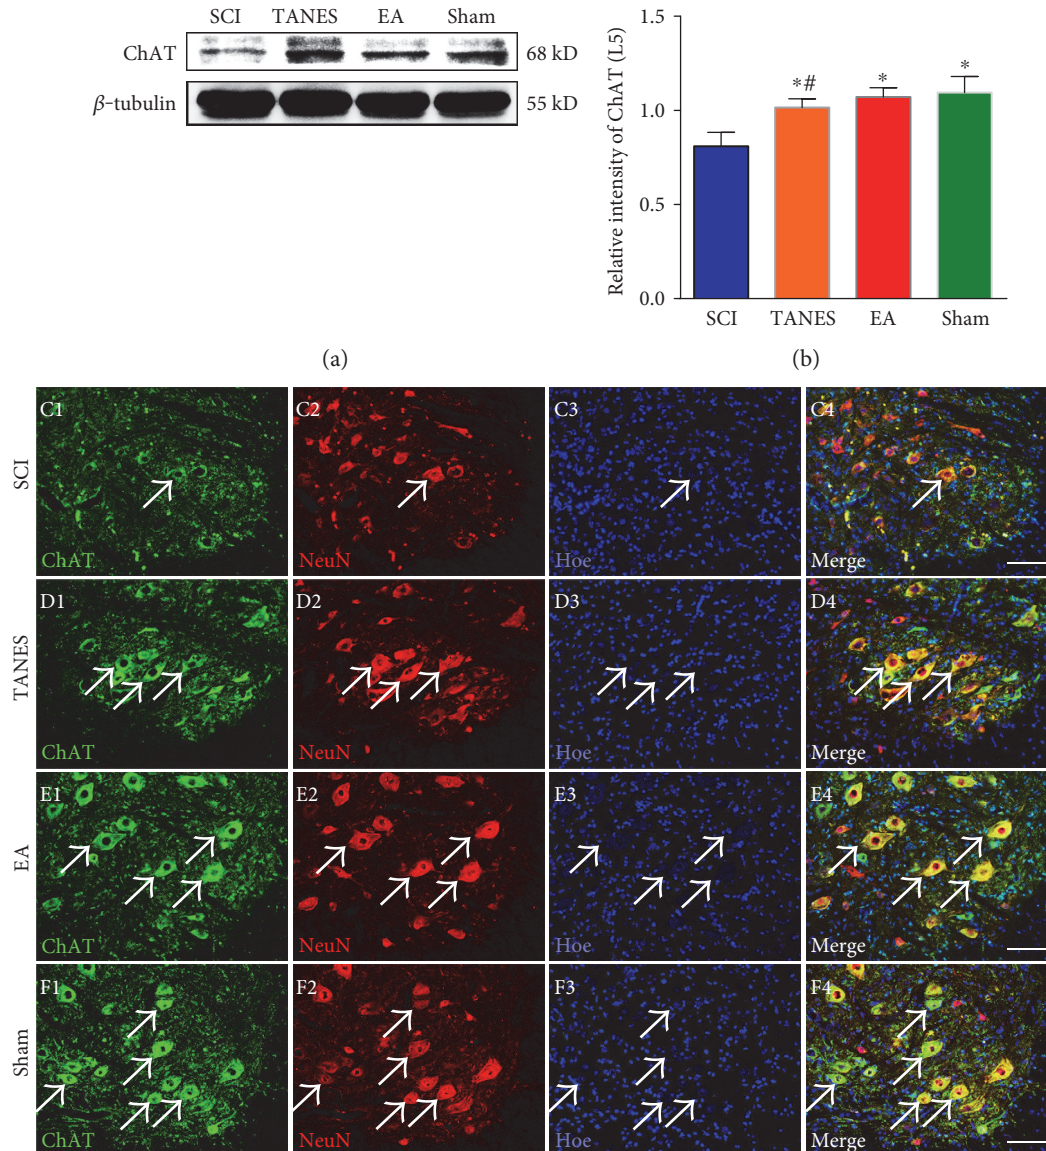 SCI TANES EA Sham
ChAT 68 kD
β-tubulin 55 kD
(a)
Relative intensity of ChAT (L5)
1.5
1.0
0.5
0.0
*# * *
SCI TANES EA Sham
(b)
SCI
C1 C2 C3 C4
ChAT NeuN Hoe Merge
TANES
D1 D2 D3 D4
ChAT NeuN Hoe Merge
EA
E1 E2 E3 E4
ChAT NeuN Hoe Merge
Sham
F1 F2 F3 F4
ChAT NeuN Hoe Merge